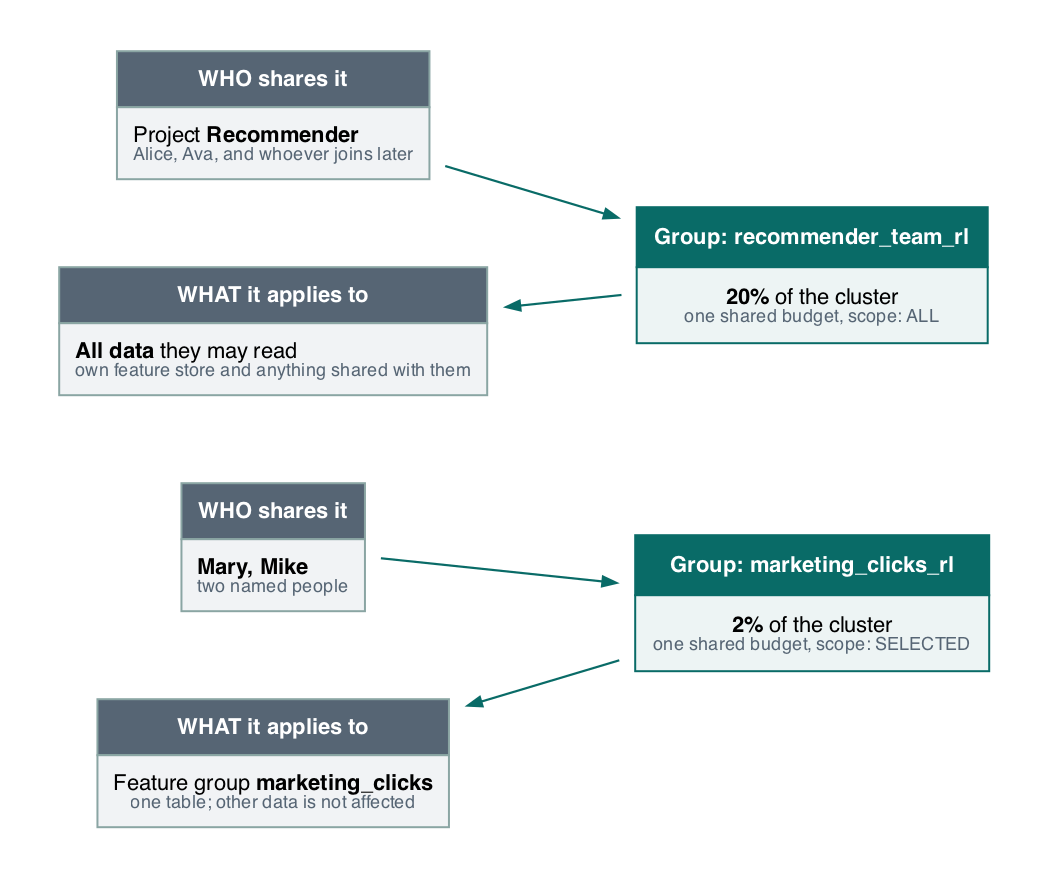 WHO shares it
Project Recommender
Alice, Ava, and whoever joins later
Group: recommender_team_rl
20% of the cluster
one shared budget, scope: ALL
WHAT it applies to
All data they may read
own feature store and anything shared with them
WHO shares it
Mary, Mike
two named people
Group: marketing_clicks_rl
2% of the cluster
one shared budget, scope: SELECTED
WHAT it applies to
Feature group marketing_clicks
one table; other data is not affected